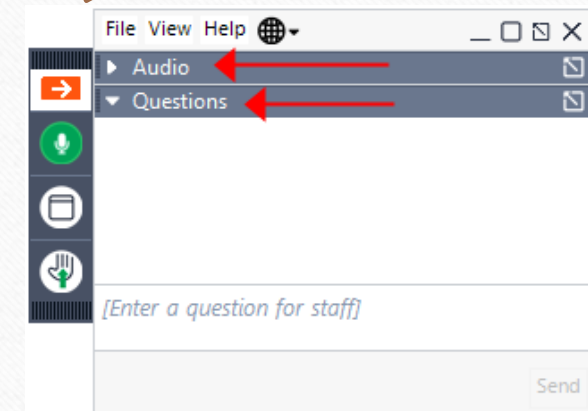 File View Help
Audio
Questions
[Enter a question for staff]
Send